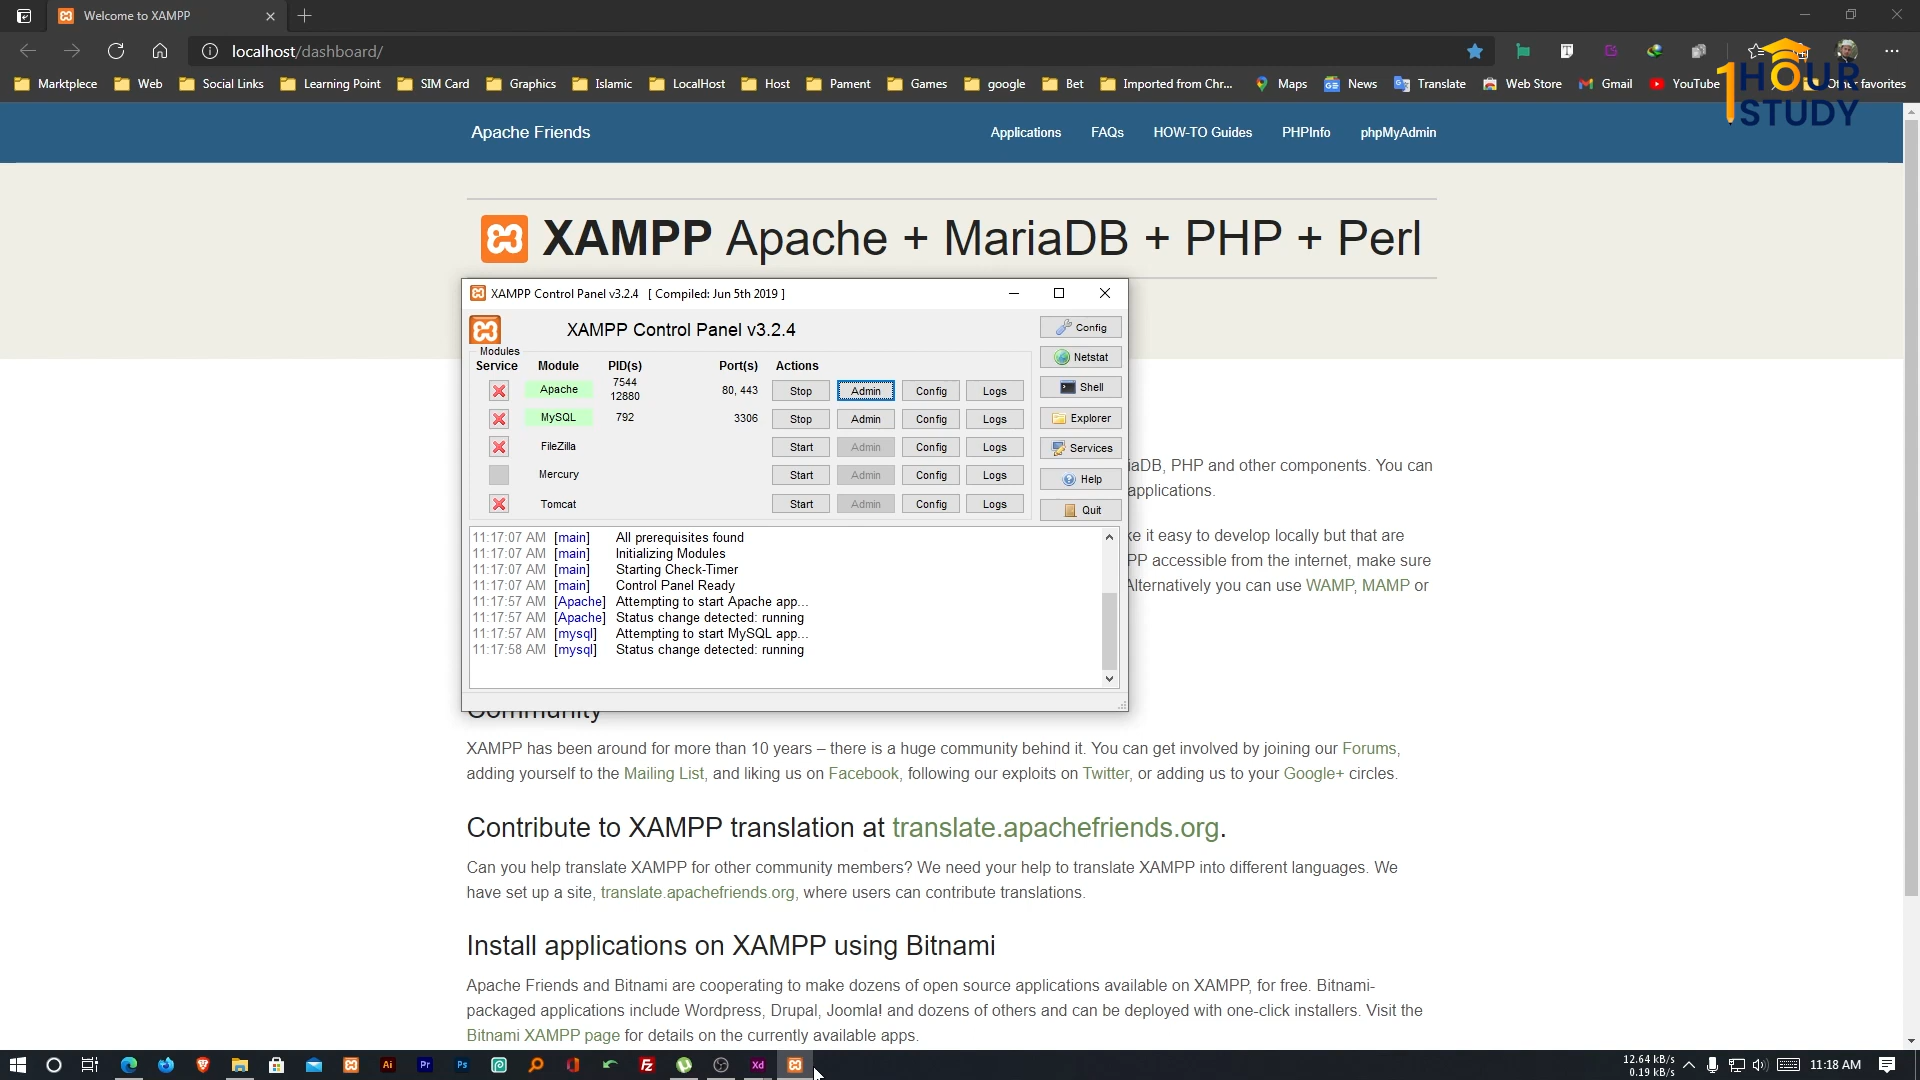 Welcome to XAMPP
localhost/dashboard/
Marktplece Web Social Links Learning Point SIM Card Graphics Islamic LocalHost Host Pament Games google Bet Imported from Chr... Maps News Translate Web Store Gmail YouTube Other favorites
1 HOUR
STUDY
Apache Friends Applications FAQs HOW-TO Guides PHPInfo phpMyAdmin
XAMPP Apache + MariaDB + PHP + Perl
XAMPP Control Panel v3.2.4 [ Compiled: Jun 5th 2019 ]
XAMPP Control Panel v3.2.4
Config
Modules
Service Module PID(s) Port(s) Actions
Netstat
Apache 7544 12880 80, 443 Stop Admin Config Logs
Shell
MySQL 792 3306 Stop Admin Config Logs
Explorer
FileZilla Start Admin Config Logs
Services
Mercury Start Admin Config Logs
Help
Tomcat Start Admin Config Logs
Quit
11:17:07 AM [main] All prerequisites found
11:17:07 AM [main] Initializing Modules
11:17:07 AM [main] Starting Check-Timer
11:17:07 AM [main] Control Panel Ready
11:17:57 AM [Apache] Attempting to start Apache app...
11:17:57 AM [Apache] Status change detected: running
11:17:57 AM [mysql] Attempting to start MySQL app...
11:17:58 AM [mysql] Status change detected: running
iaDB, PHP and other components. You can
applications.
ke it easy to develop locally but that are
PP accessible from the internet, make sure
Alternatively you can use WAMP, MAMP or
Community
XAMPP has been around for more than 10 years – there is a huge community behind it. You can get involved by joining our Forums,
adding yourself to the Mailing List, and liking us on Facebook, following our exploits on Twitter, or adding us to your Google+ circles.
Contribute to XAMPP translation at translate.apachefriends.org.
Can you help translate XAMPP for other community members? We need your help to translate XAMPP into different languages. We
have set up a site, translate.apachefriends.org, where users can contribute translations.
Install applications on XAMPP using Bitnami
Apache Friends and Bitnami are cooperating to make dozens of open source applications available on XAMPP, for free. Bitnami-
packaged applications include Wordpress, Drupal, Joomla! and dozens of others and can be deployed with one-click installers. Visit the
Bitnami XAMPP page for details on the currently available apps.
Ai Pr Ps Fz Xd
12.64 kB/s
0.19 kB/s
11:18 AM